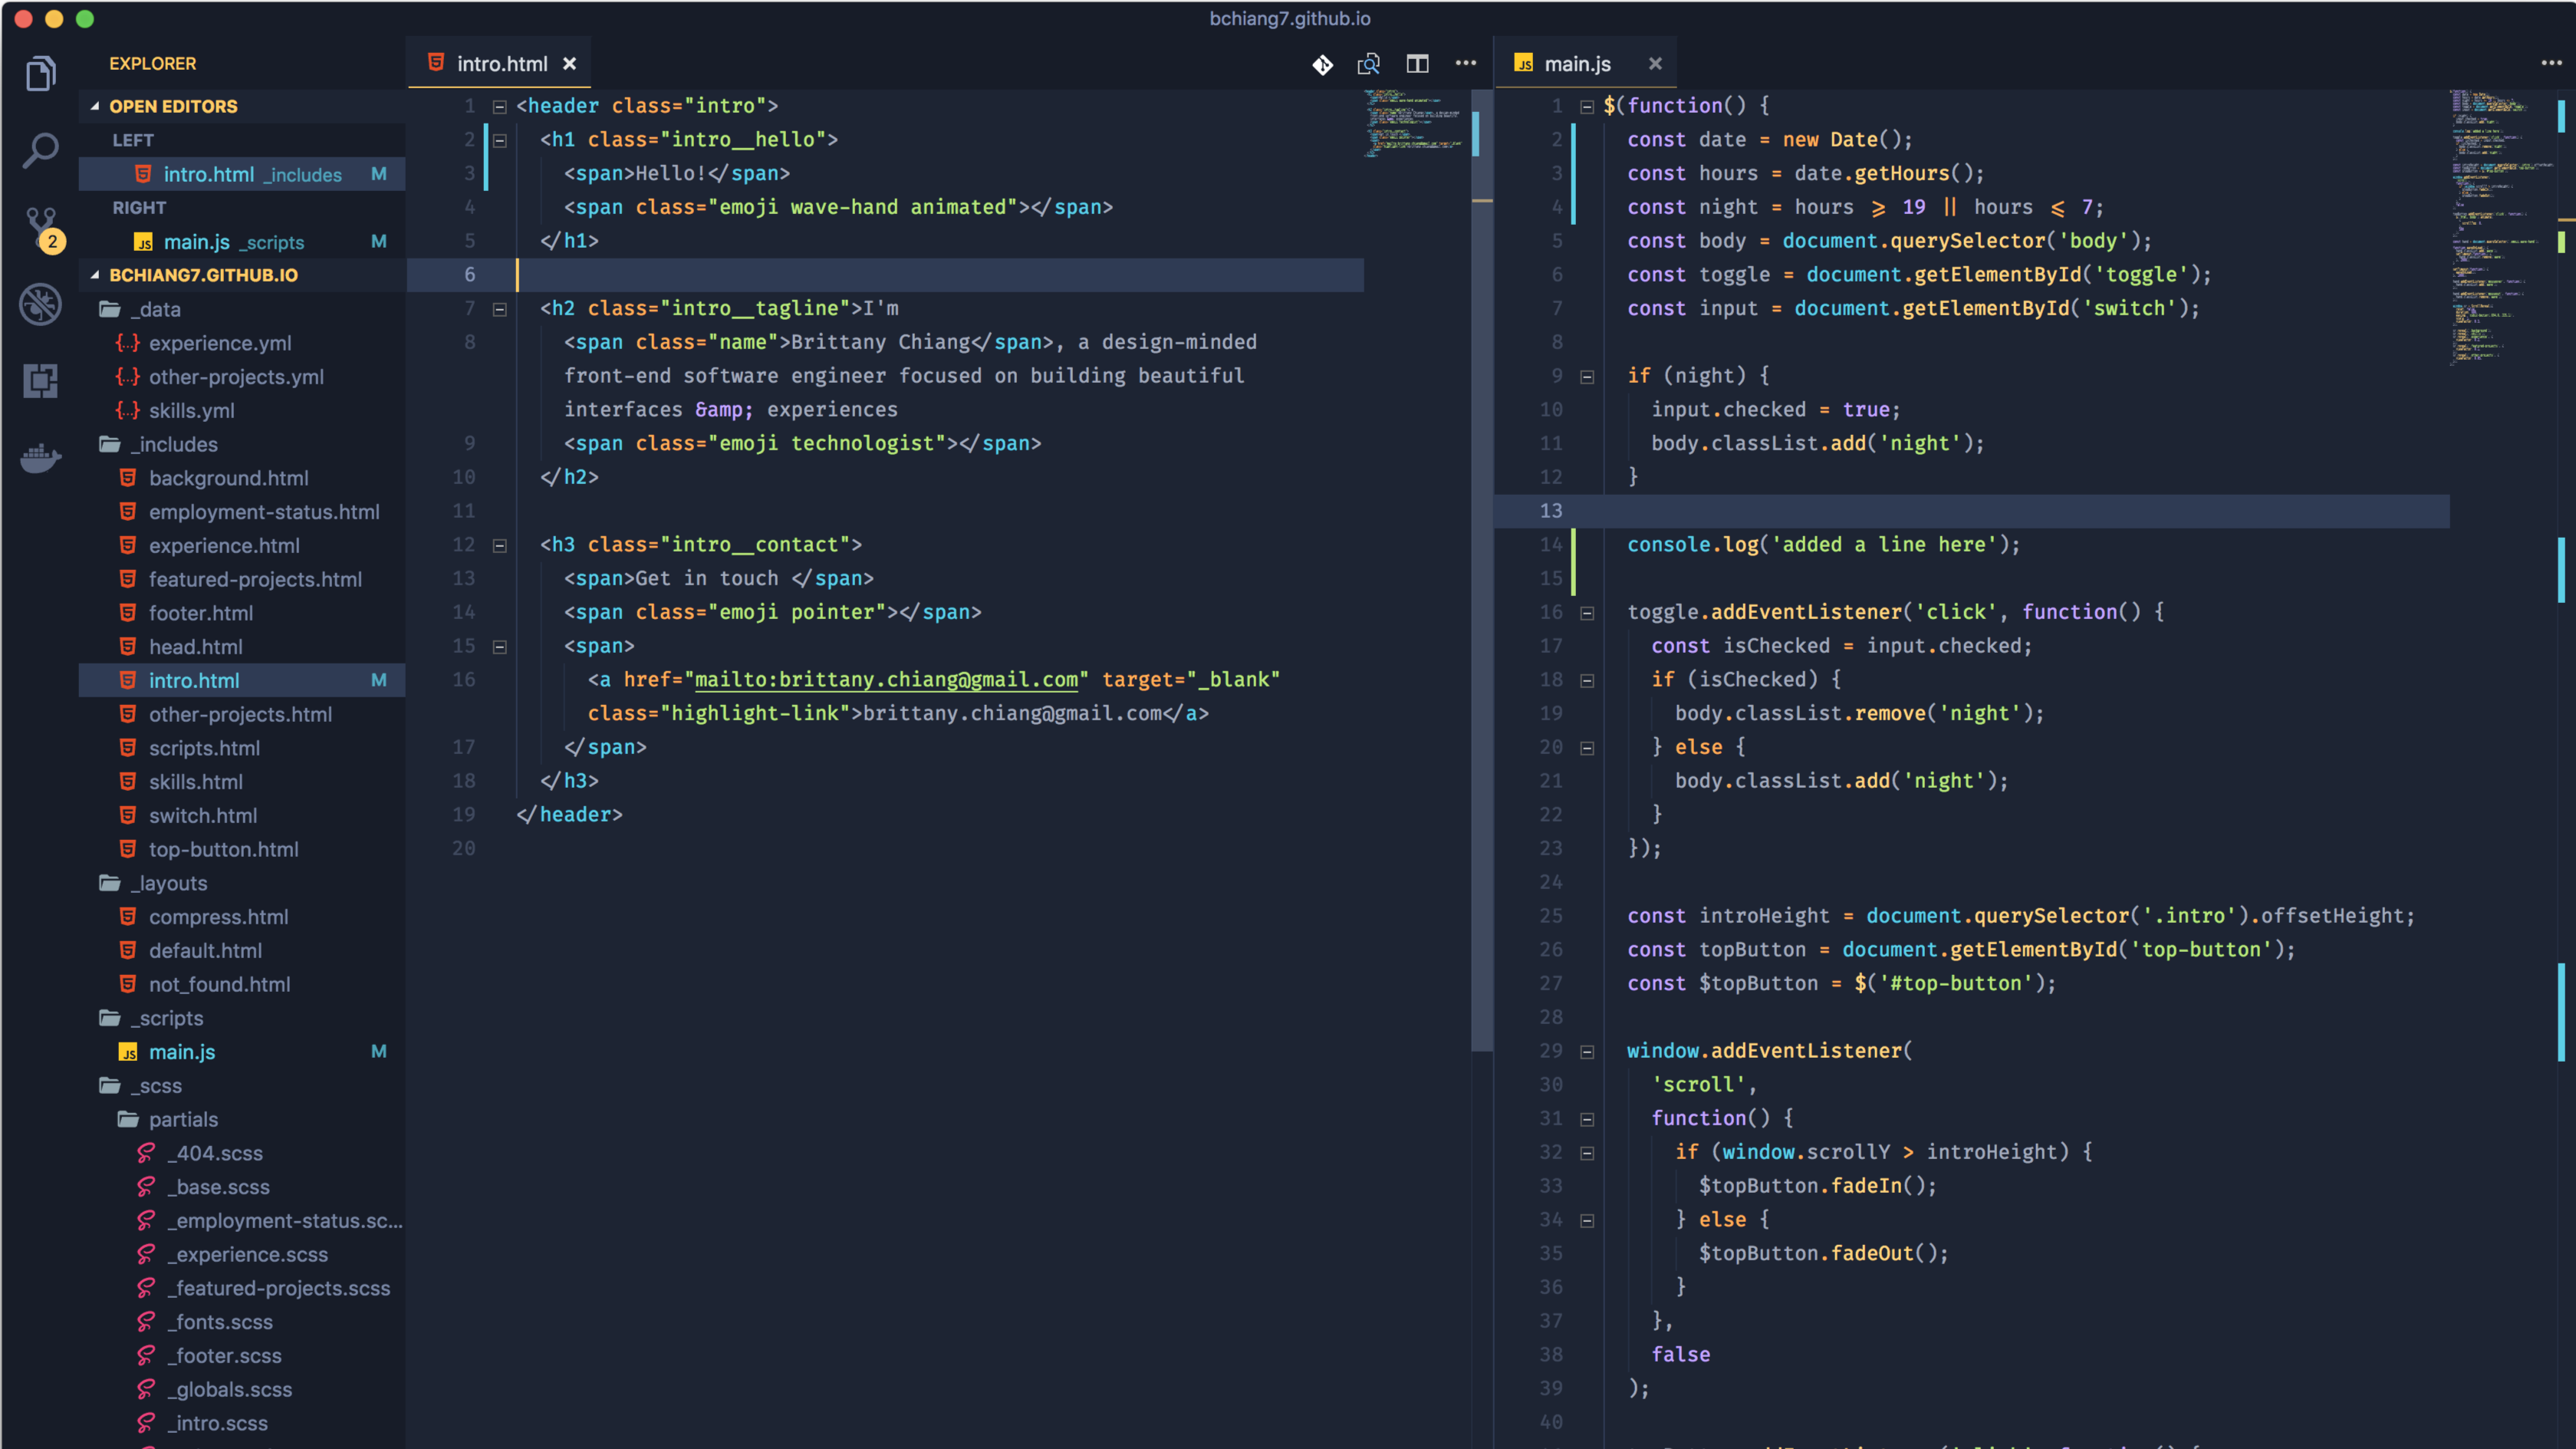 bchiang7.github.io
EXPLORER
OPEN EDITORS
LEFT
intro.html _includes M
RIGHT
JS main.js _scripts M
2
BCHIANG7.GITHUB.IO
_data
{...} experience.yml
{...} other-projects.yml
{...} skills.yml
_includes
background.html
employment-status.html
experience.html
featured-projects.html
footer.html
head.html
intro.html M
other-projects.html
scripts.html
skills.html
switch.html
top-button.html
_layouts
compress.html
default.html
not_found.html
_scripts
JS main.js M
_scss
partials
_404.scss
_base.scss
_employment-status.sc...
_experience.scss
_featured-projects.scss
_fonts.scss
_footer.scss
_globals.scss
_intro.scss
intro.html
1 <header class="intro">
2 <h1 class="intro__hello">
3 <span>Hello!</span>
4 <span class="emoji wave-hand animated"></span>
5 </h1>
6
7 <h2 class="intro__tagline">I'm
8 <span class="name">Brittany Chiang</span>, a design-minded
front-end software engineer focused on building beautiful
interfaces &amp; experiences
9 <span class="emoji technologist"></span>
10 </h2>
11
12 <h3 class="intro__contact">
13 <span>Get in touch </span>
14 <span class="emoji pointer"></span>
15 <span>
16 <a href="mailto:brittany.chiang@gmail.com" target="_blank"
class="highlight-link">brittany.chiang@gmail.com</a>
17 </span>
18 </h3>
19 </header>
20
JS main.js
1 $(function() {
2 const date = new Date();
3 const hours = date.getHours();
4 const night = hours ⩾ 19 || hours ⩽ 7;
5 const body = document.querySelector('body');
6 const toggle = document.getElementById('toggle');
7 const input = document.getElementById('switch');
8
9 if (night) {
10 input.checked = true;
11 body.classList.add('night');
12 }
13
14 console.log('added a line here');
15
16 toggle.addEventListener('click', function() {
17 const isChecked = input.checked;
18 if (isChecked) {
19 body.classList.remove('night');
20 } else {
21 body.classList.add('night');
22 }
23 });
24
25 const introHeight = document.querySelector('.intro').offsetHeight;
26 const topButton = document.getElementById('top-button');
27 const $topButton = $('#top-button');
28
29 window.addEventListener(
30 'scroll',
31 function() {
32 if (window.scrollY > introHeight) {
33 $topButton.fadeIn();
34 } else {
35 $topButton.fadeOut();
36 }
37 },
38 false
39 );
40